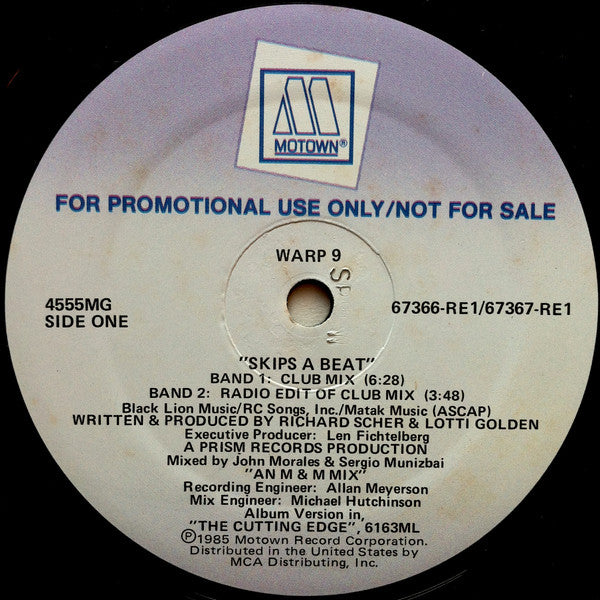 MOTOWN®
FOR PROMOTIONAL USE ONLY/NOT FOR SALE
WARP 9
4555MG
SIDE ONE
67366-RE1/67367-RE1
"SKIPS A BEAT"
BAND 1: CLUB MIX (6:28)
BAND 2: RADIO EDIT OF CLUB MIX (3:48)
Black Lion Music/RC Songs, Inc./Matak Music (ASCAP)
WRITTEN & PRODUCED BY RICHARD SCHER & LOTTI GOLDEN
Executive Producer: Len Fichtelberg
A PRISM RECORDS PRODUCTION
Mixed by John Morales & Sergio Munizbai
"AN M & M MIX"
Recording Engineer: Allan Meyerson
Mix Engineer: Michael Hutchinson
Album Version in,
"THE CUTTING EDGE", 6163ML
Ⓟ1985 Motown Record Corporation.
Distributed in the United States by
MCA Distributing, Inc.